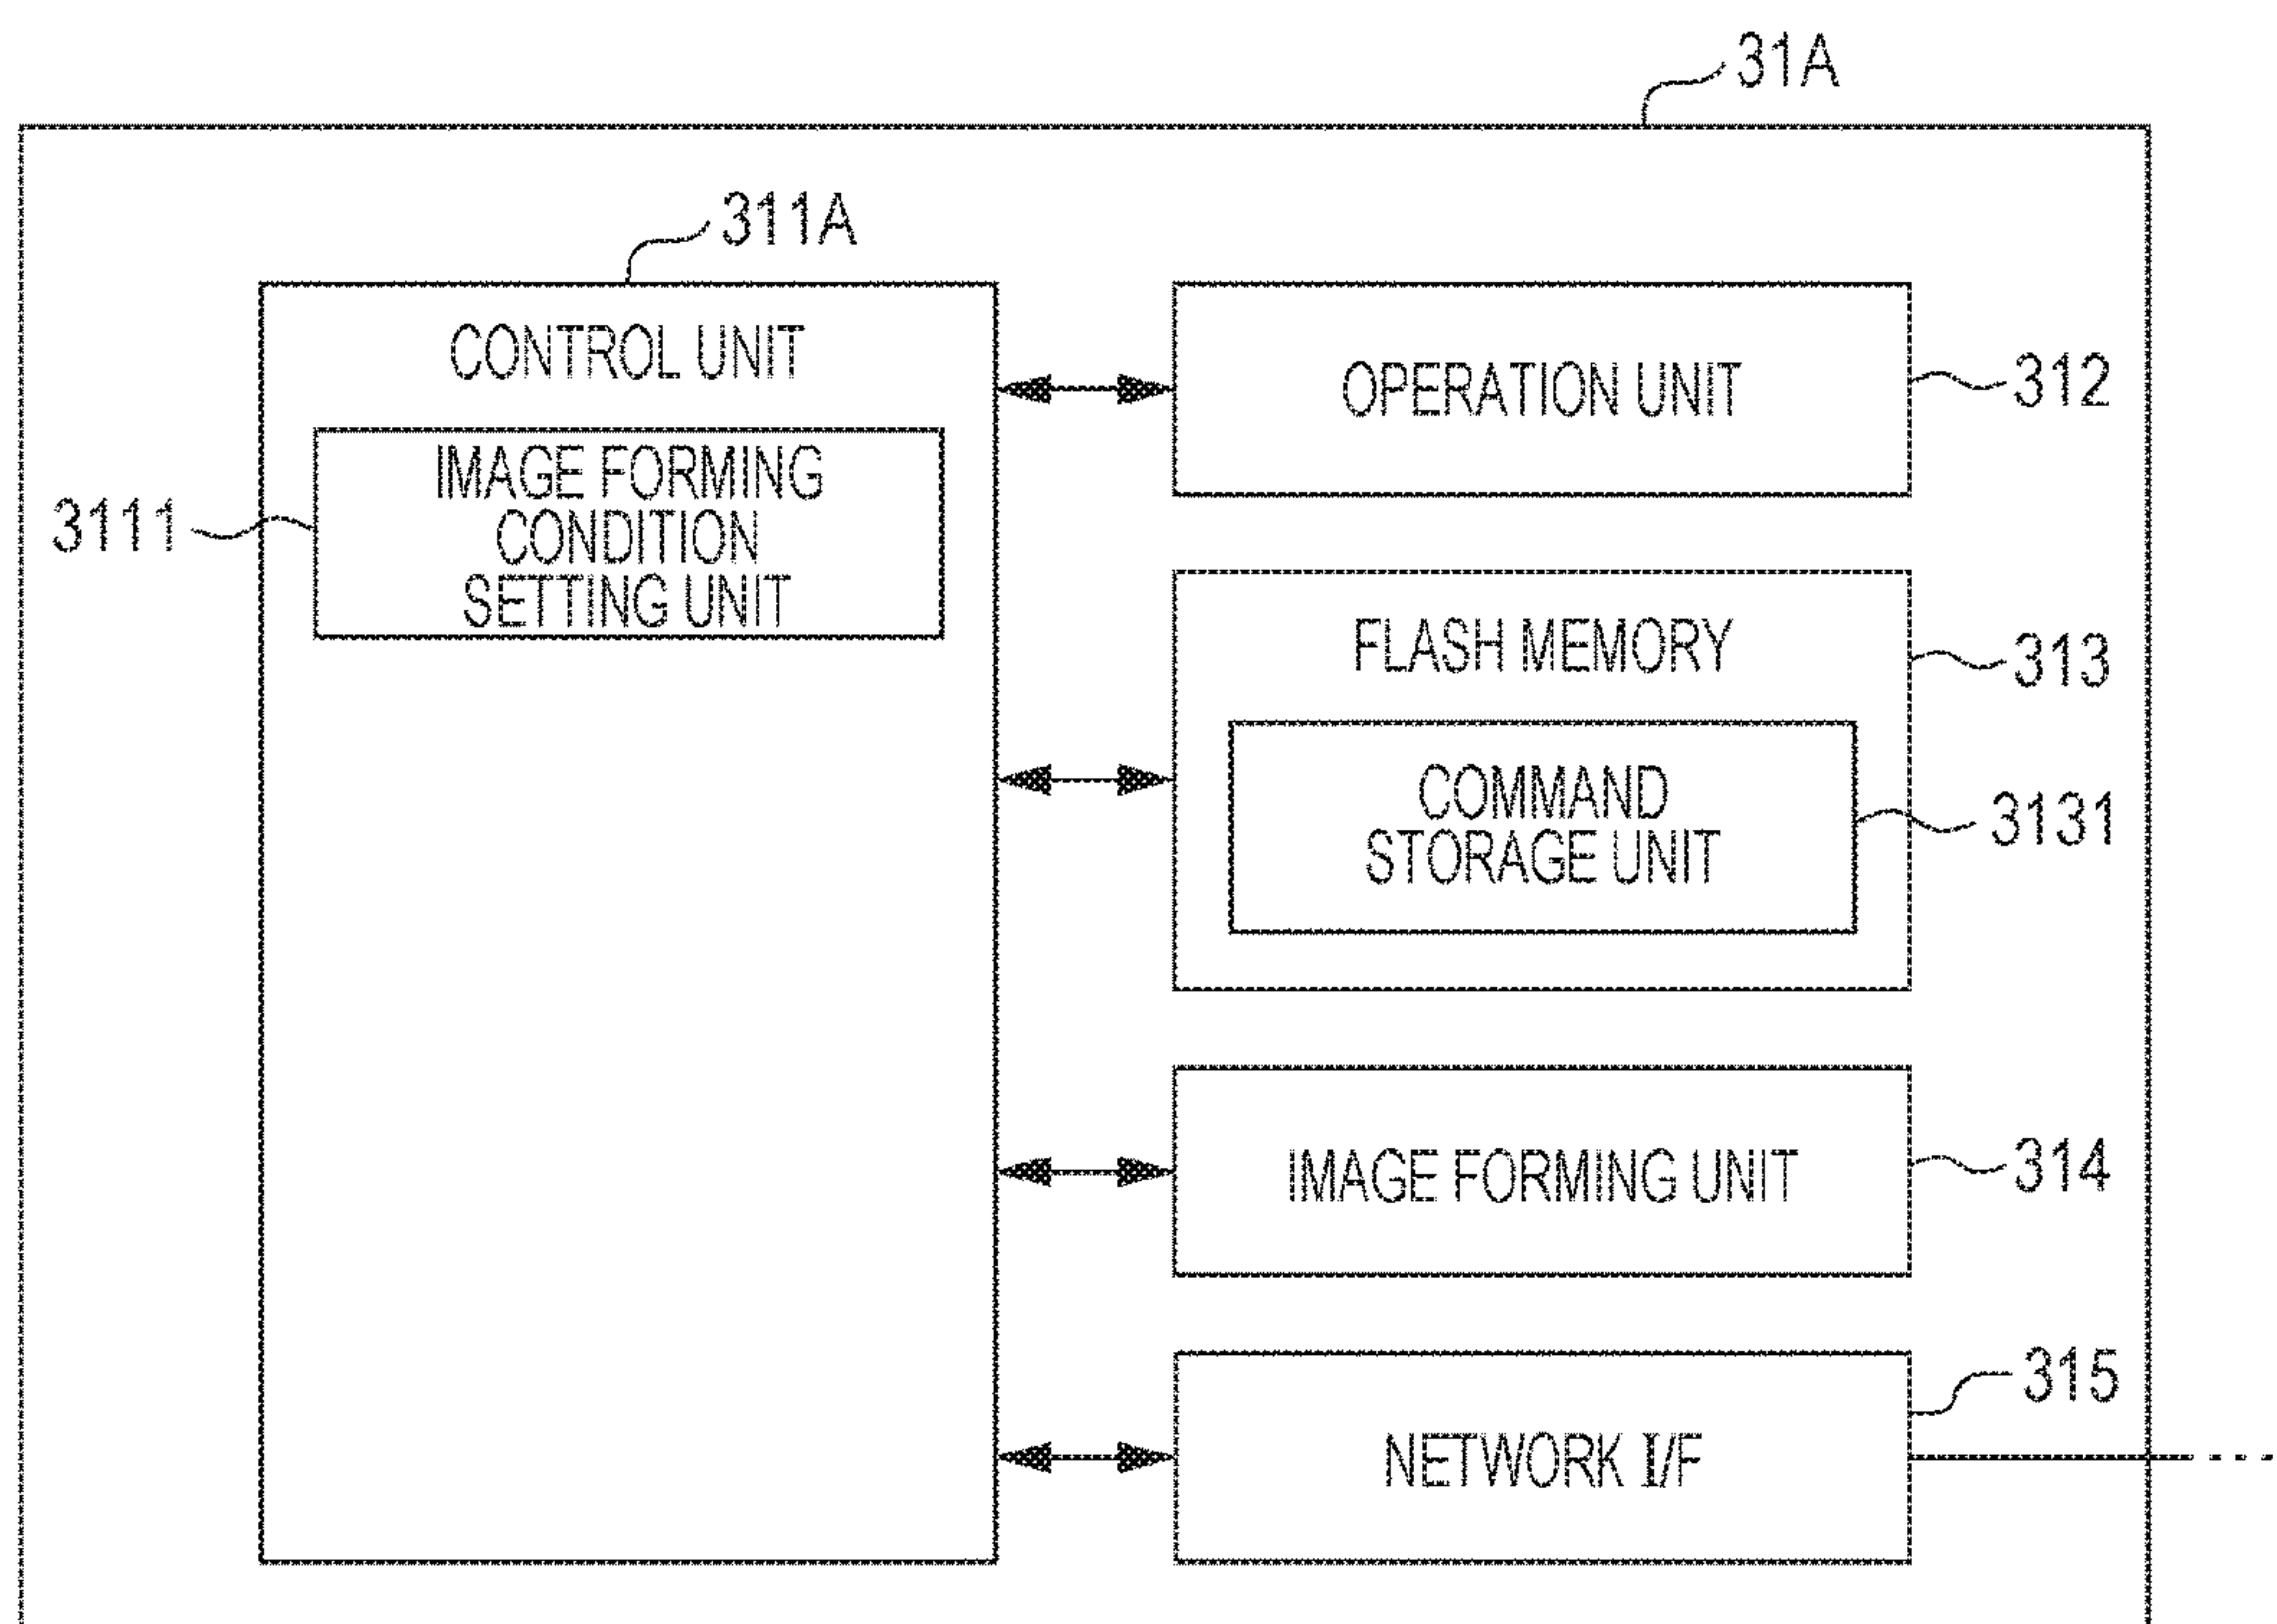 31A
311A
CONTROL UNIT
3111
IMAGE FORMING
CONDITION
SETTING UNIT
OPERATION UNIT
312
FLASH MEMORY
313
COMMAND
STORAGE UNIT
3131
IMAGE FORMING UNIT
314
NETWORK I/F
315